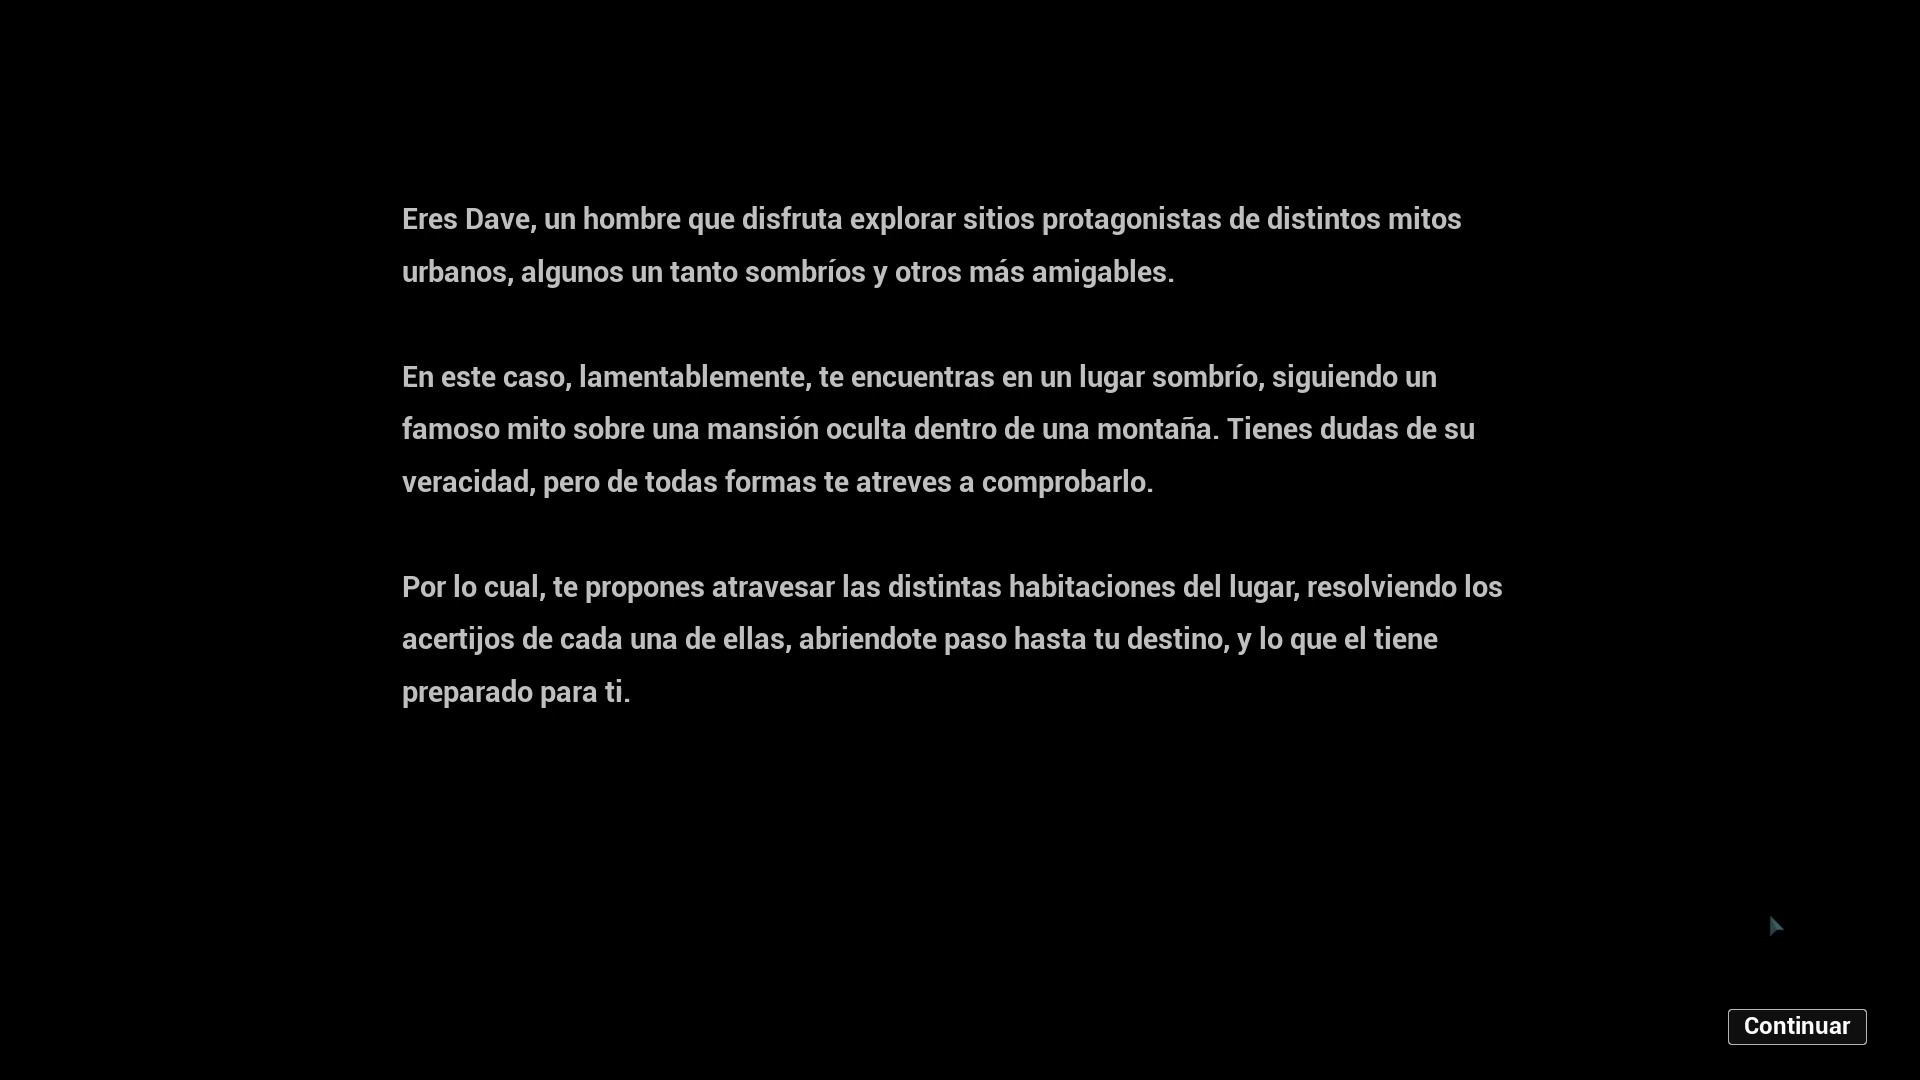 Eres Dave, un hombre que disfruta explorar sitios protagonistas de distintos mitos
urbanos, algunos un tanto sombríos y otros más amigables.
En este caso, lamentablemente, te encuentras en un lugar sombrío, siguiendo un
famoso mito sobre una mansión oculta dentro de una montaña. Tienes dudas de su
veracidad, pero de todas formas te atreves a comprobarlo.
Por lo cual, te propones atravesar las distintas habitaciones del lugar, resolviendo los
acertijos de cada una de ellas, abriendote paso hasta tu destino, y lo que el tiene
preparado para ti.
Continuar